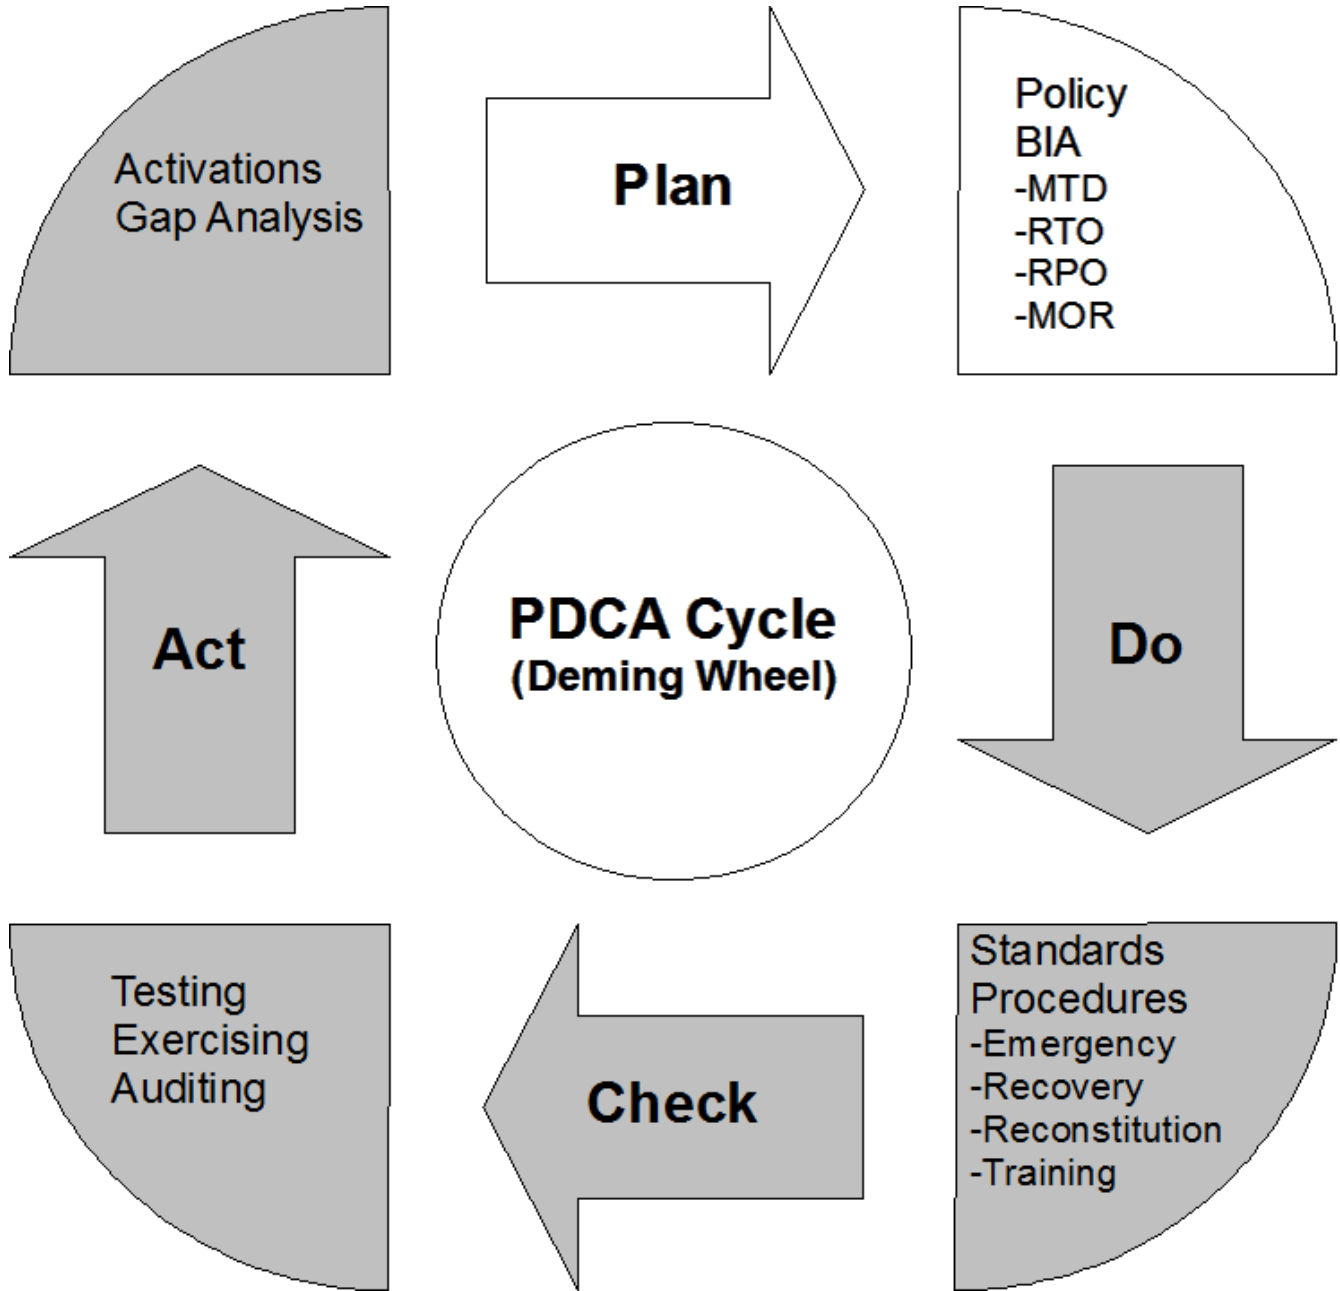 Activations
Gap Analysis
Plan
Policy
BIA
-MTD
-RTO
-RPO
-MOR
Act
PDCA Cycle
(Deming Wheel)
Do
Testing
Exercising
Auditing
Check
Standards
Procedures
-Emergency
-Recovery
-Reconstitution
-Training